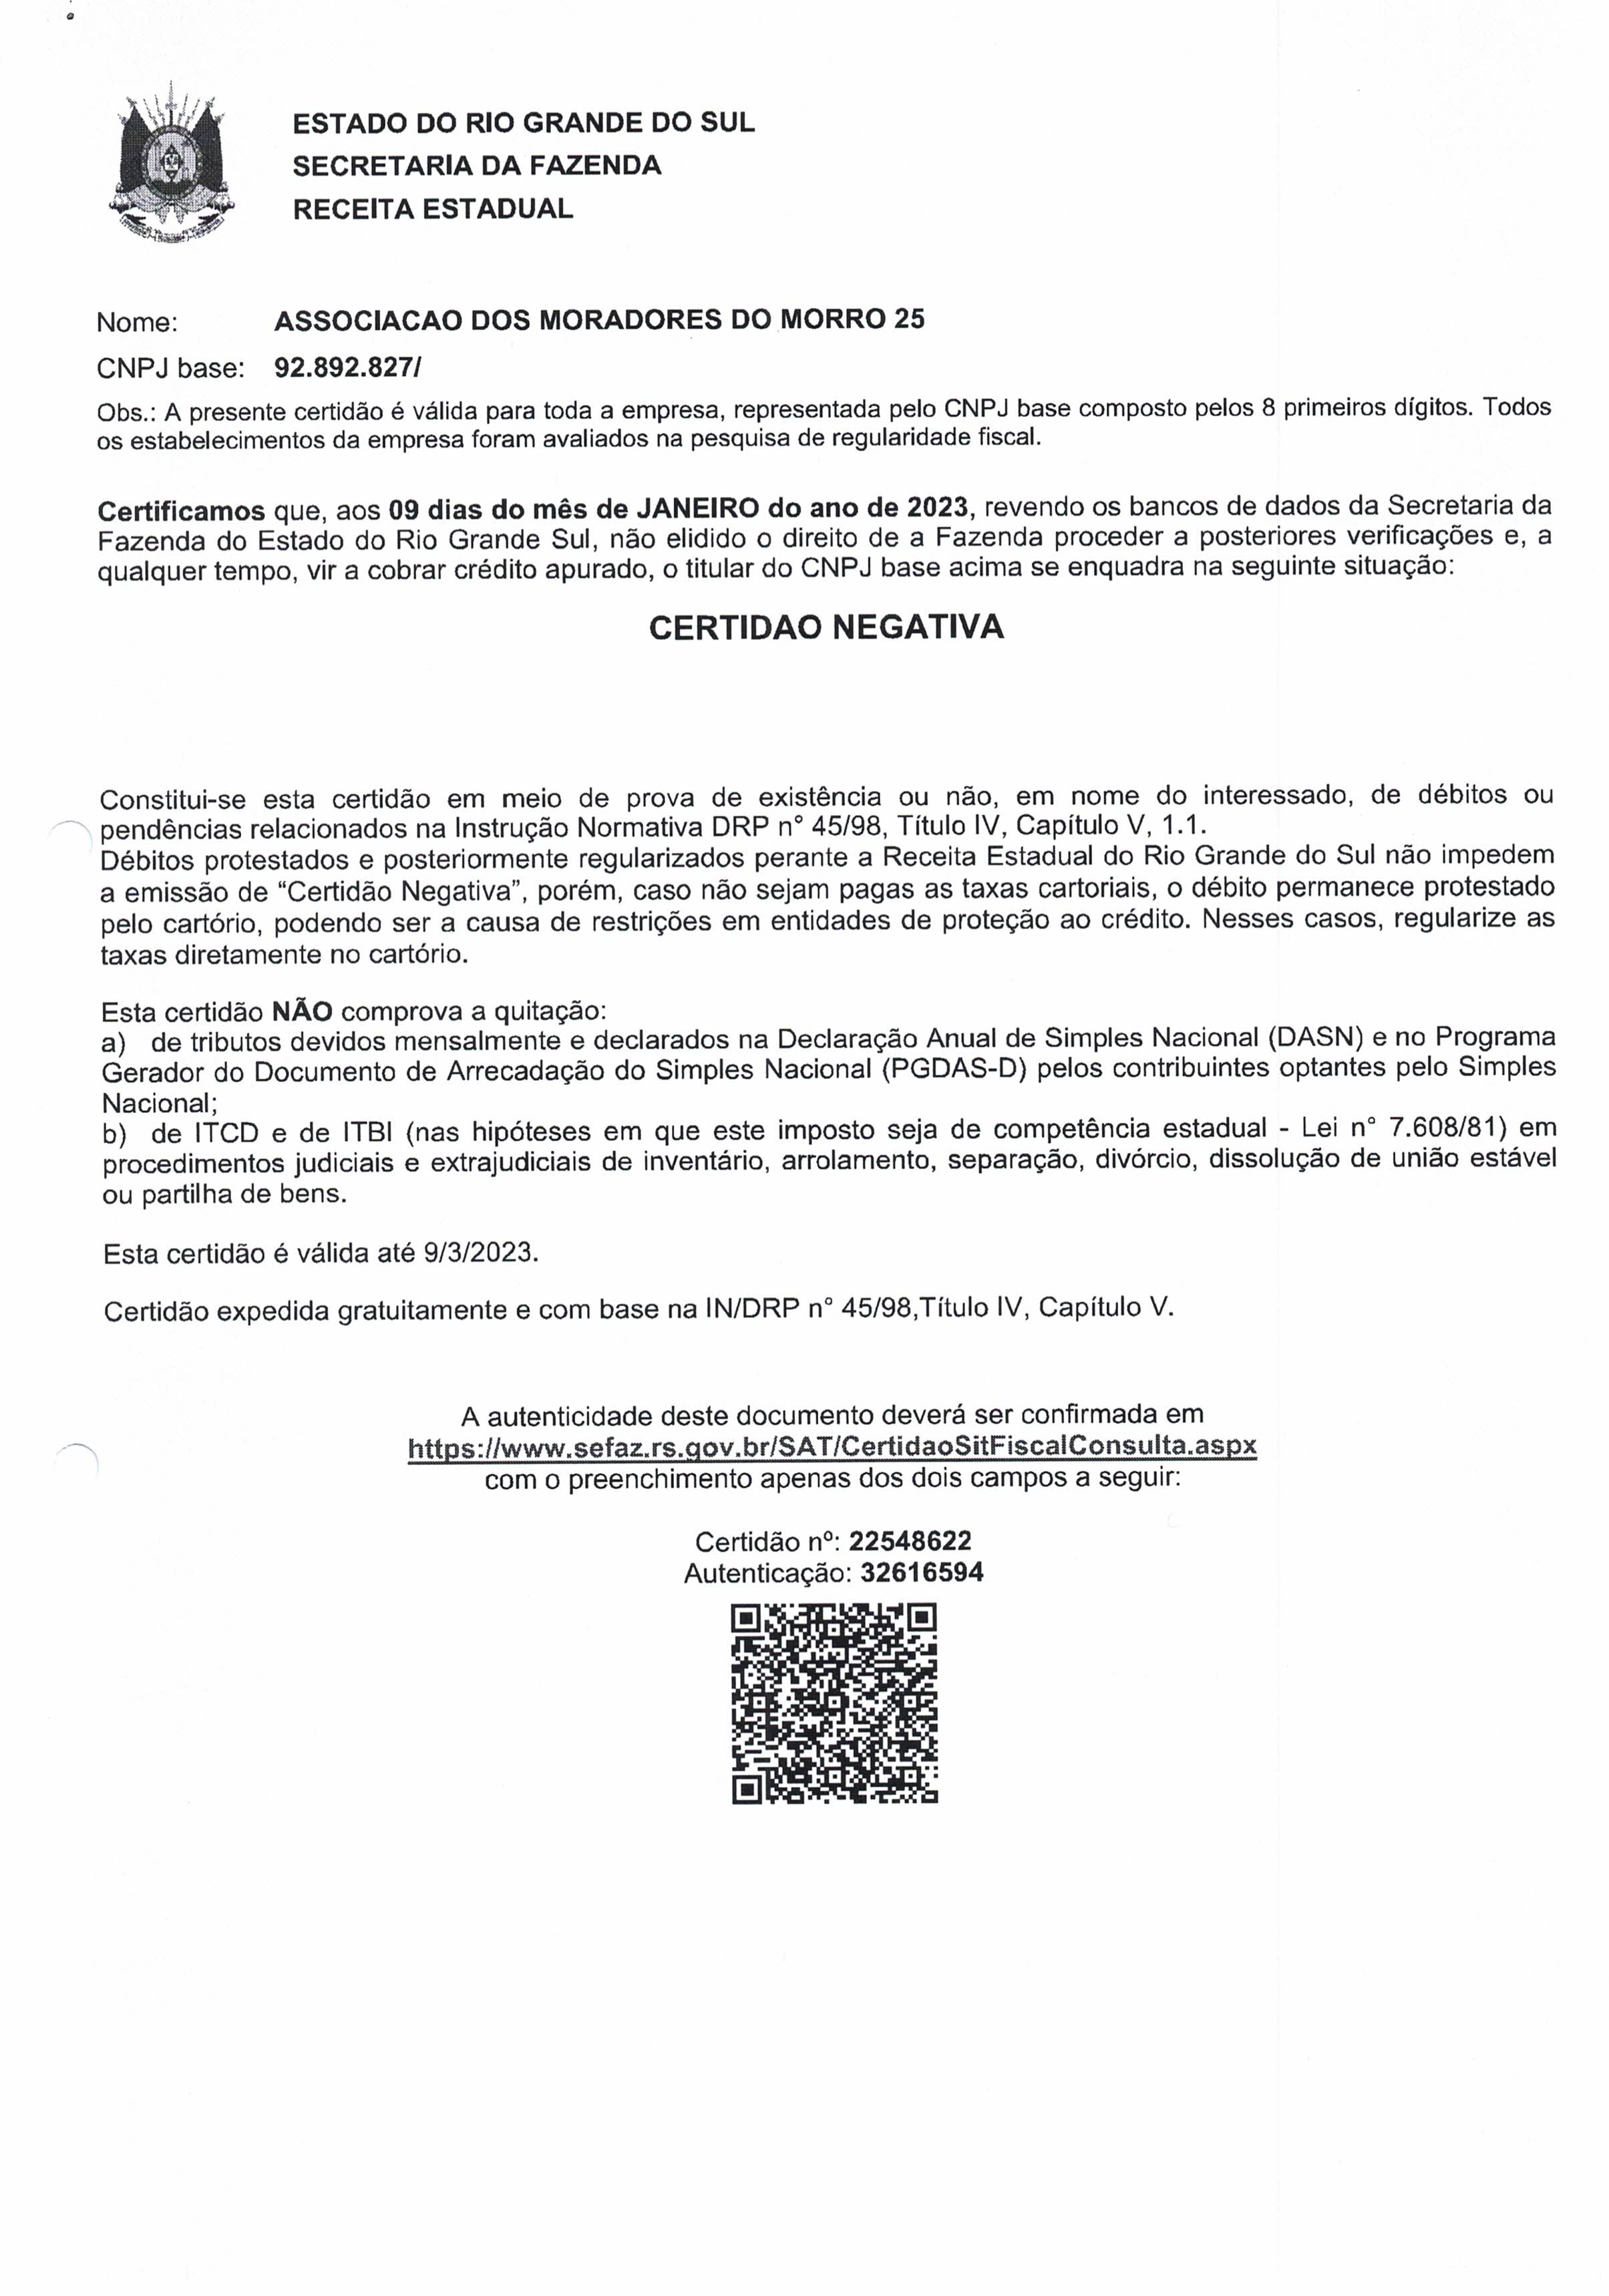 ESTADO DO RIO GRANDE DO SUL
SECRETARIA DA FAZENDA
RECEITA ESTADUAL
Nome: ASSOCIACAO DOS MORADORES DO MORRO 25
CNPJ base: 92.892.827/
Obs.: A presente certidão é válida para toda a empresa, representada pelo CNPJ base composto pelos 8 primeiros dígitos. Todos
os estabelecimentos da empresa foram avaliados na pesquisa de regularidade fiscal.
Certificamos que, aos 09 dias do mês de JANEIRO do ano de 2023, revendo os bancos de dados da Secretaria da
Fazenda do Estado do Rio Grande Sul, não elidido o direito de a Fazenda proceder a posteriores verificações e, a
qualquer tempo, vir a cobrar crédito apurado, o titular do CNPJ base acima se enquadra na seguinte situação:
CERTIDAO NEGATIVA
Constitui-se esta certidão em meio de prova de existência ou não, em nome do interessado, de débitos ou
pendências relacionados na Instrução Normativa DRP n° 45/98, Título IV, Capítulo V, 1.1.
Débitos protestados e posteriormente regularizados perante a Receita Estadual do Rio Grande do Sul não impedem
a emissão de “Certidão Negativa”, porém, caso não sejam pagas as taxas cartoriais, o débito permanece protestado
pelo cartório, podendo ser a causa de restrições em entidades de proteção ao crédito. Nesses casos, regularize as
taxas diretamente no cartório.
Esta certidão NÃO comprova a quitação:
a) de tributos devidos mensalmente e declarados na Declaração Anual de Simples Nacional (DASN) e no Programa
Gerador do Documento de Arrecadação do Simples Nacional (PGDAS-D) pelos contribuintes optantes pelo Simples
Nacional;
b) de ITCD e de ITBI (nas hipóteses em que este imposto seja de competência estadual - Lei n° 7.608/81) em
procedimentos judiciais e extrajudiciais de inventário, arrolamento, separação, divórcio, dissolução de união estável
ou partilha de bens.
Esta certidão é válida até 9/3/2023.
Certidão expedida gratuitamente e com base na IN/DRP n° 45/98,Título IV, Capítulo V.
A autenticidade deste documento deverá ser confirmada em
https://www.sefaz.rs.gov.br/SAT/CertidaoSitFiscalConsulta.aspx
com o preenchimento apenas dos dois campos a seguir:
Certidão nº: 22548622
Autenticação: 32616594